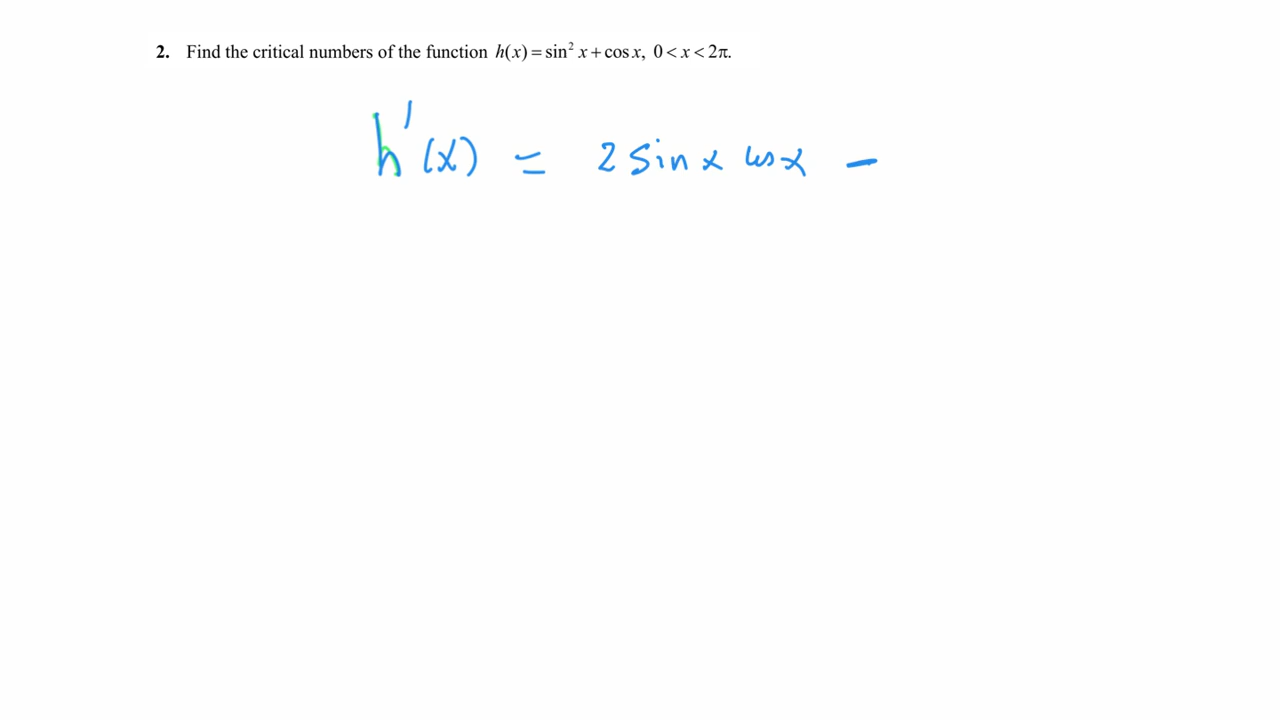 2. Find the critical numbers of the function h(x) = sin² x + cos x, 0 < x < 2π.
h'(x) = 2 sin x cos x −